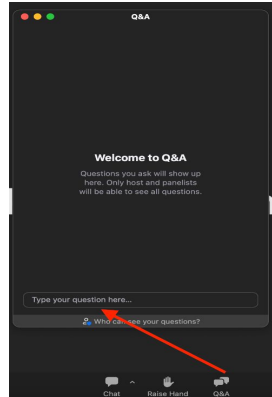 Q&A
Welcome to Q&A
Questions you ask will show up
here. Only host and panelists
will be able to see all questions.
Type your question here...
Who can see your questions?
Chat
Raise Hand
Q&A